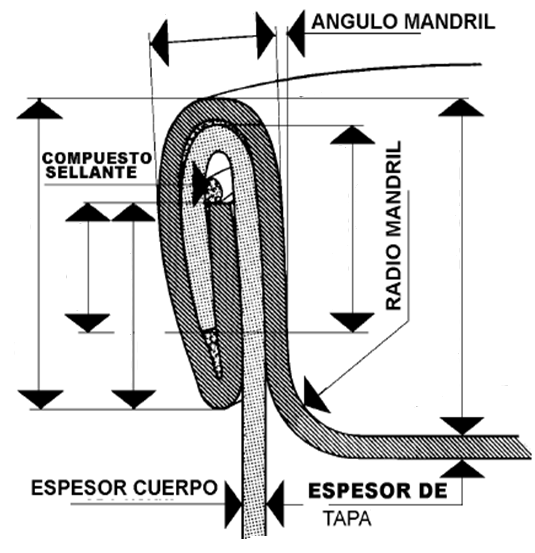 ANGULO MANDRIL
COMPUESTO
SELLANTE
RADIO MANDRIL
ESPESOR CUERPO
ESPESOR DE
TAPA